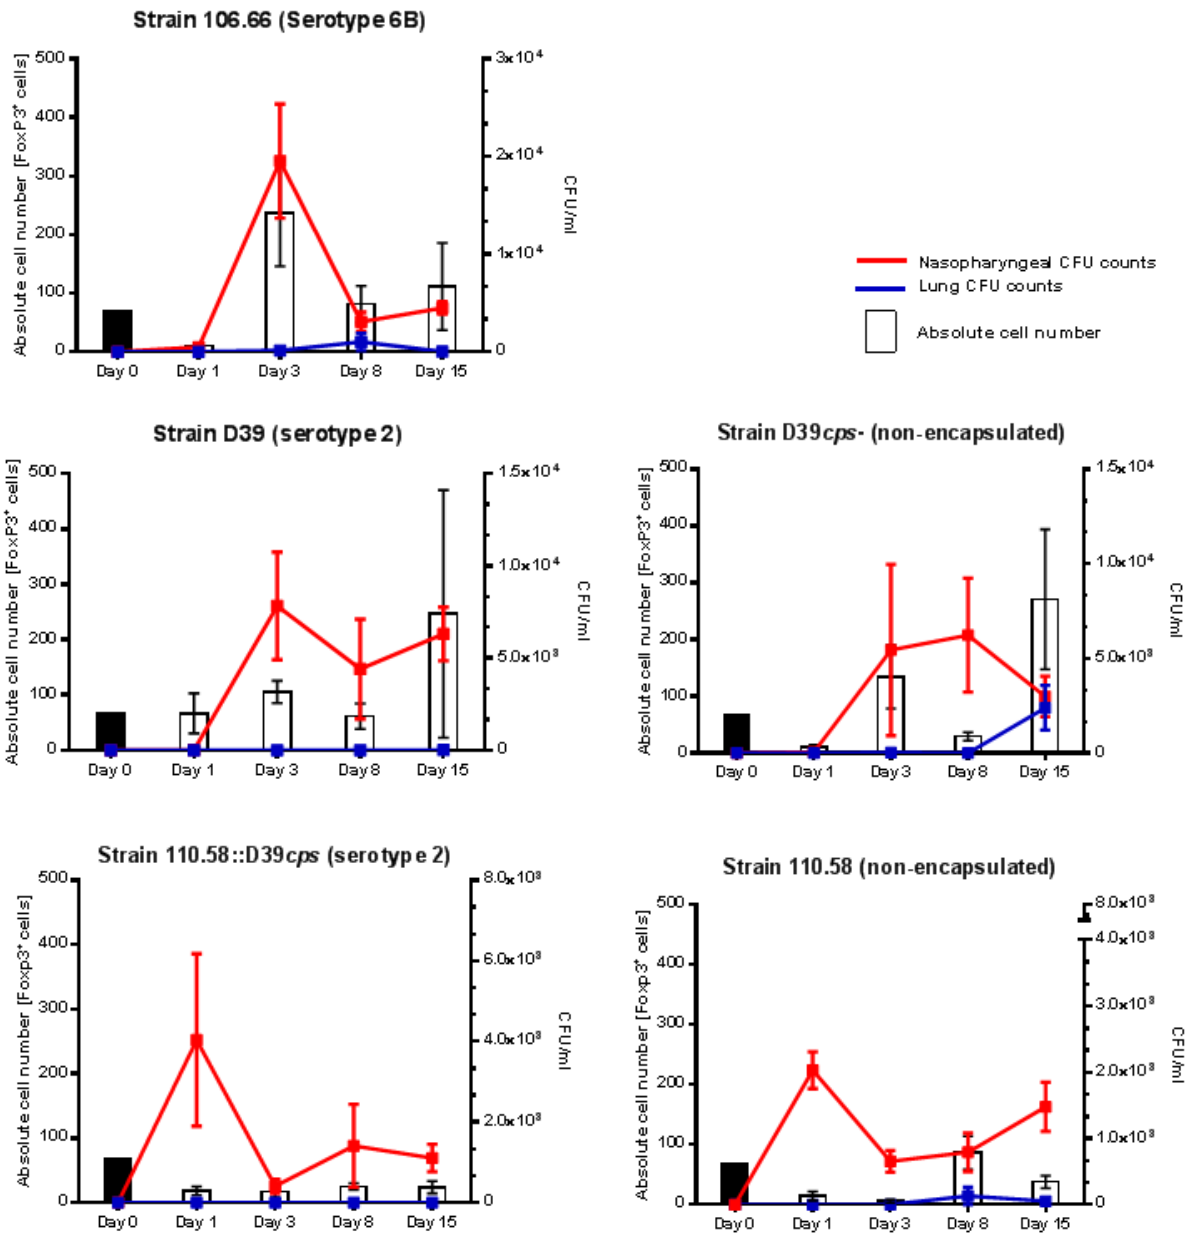 Strain 106.66 (Serotype 6B)
Absolute cell number [FoxP3⁺ cells]
500
400
300
200
100
0
3x10⁴
2x10⁴
1x10⁴
0
CFU/ml
Day 0 Day 1 Day 3 Day 8 Day 15
Nasopharyngeal CFU counts
Lung CFU counts
Absolute cell number
Strain D39 (serotype 2)
Absolute cell number [FoxP3⁺ cells]
500
400
300
200
100
0
1.5x10⁴
1.0x10⁴
5.0x10³
0
CFU/ml
Day 0 Day 1 Day 3 Day 8 Day 15
Strain D39cps- (non-encapsulated)
Absolute cell number [FoxP3⁺ cells]
500
400
300
200
100
0
1.5x10⁴
1.0x10⁴
5.0x10³
0
CFU/ml
Day 0 Day 1 Day 3 Day 8 Day 15
Strain 110.58::D39cps (serotype 2)
Absolute cell number [Foxp3⁺ cells]
500
400
300
200
100
0
8.0x10³
6.0x10³
4.0x10³
2.0x10³
0
CFU/ml
Day 0 Day 1 Day 3 Day 8 Day 15
Strain 110.58 (non-encapsulated)
Absolute cell number [Foxp3⁺ cells]
500
400
300
200
100
0
8.0x10³
4.0x10³
3.0x10³
2.0x10³
1.0x10³
0
CFU/ml
Day 0 Day 1 Day 3 Day 8 Day 15